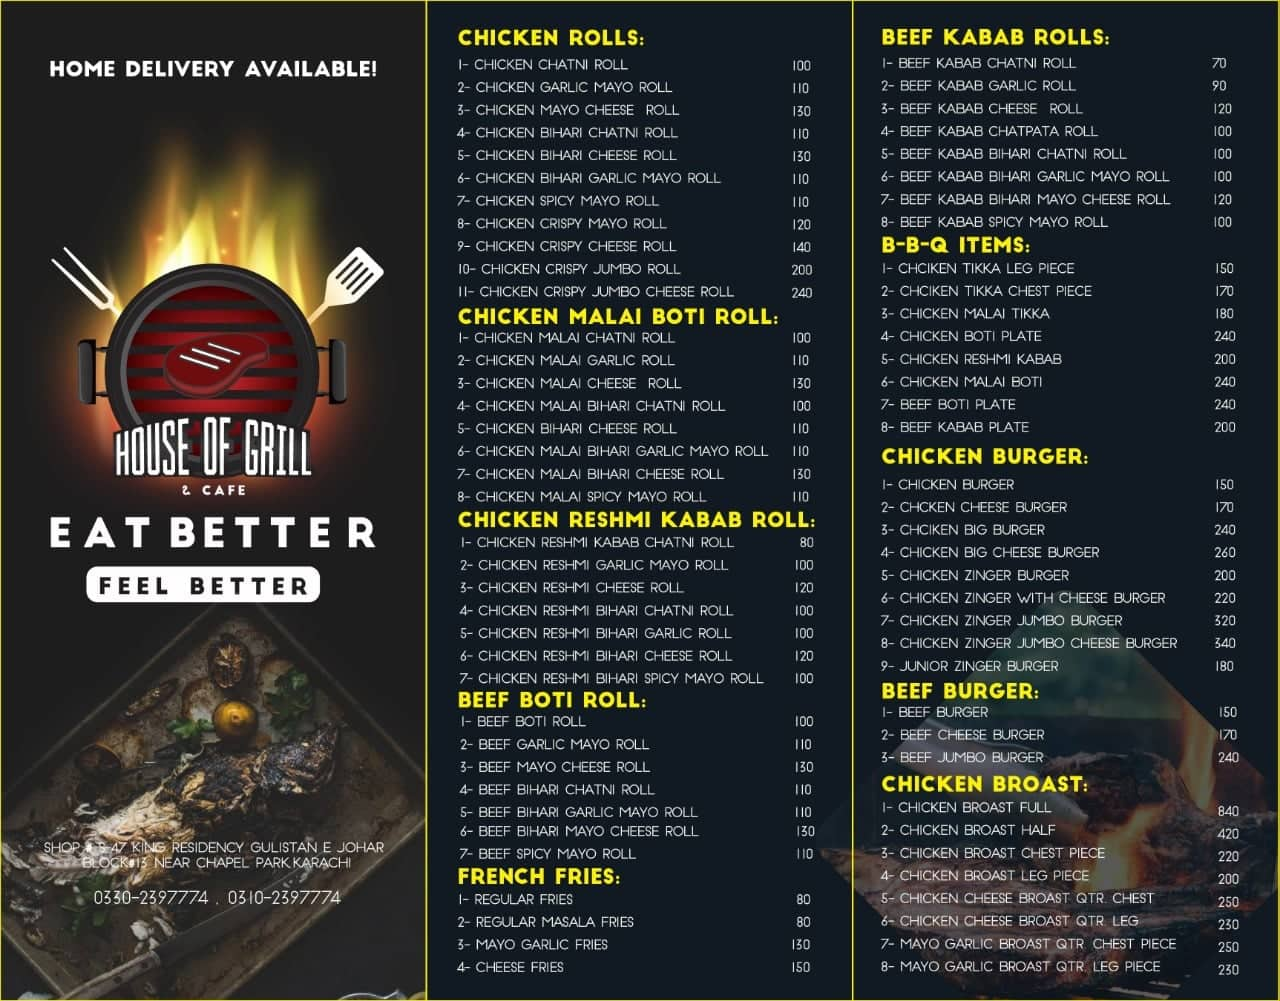 HOME DELIVERY AVAILABLE!
HOUSE OF GRILL
& CAFE
EAT BETTER
FEEL BETTER
SHOP # S-47 KING RESIDENCY GULISTAN E JOHAR
BLOCK#13 NEAR CHAPEL PARK KARACHI
0330-2397774 . 0310-2397774
CHICKEN ROLLS:
1- CHICKEN CHATNI ROLL 100
2- CHICKEN GARLIC MAYO ROLL 110
3- CHICKEN MAYO CHEESE ROLL 130
4- CHICKEN BIHARI CHATNI ROLL 110
5- CHICKEN BIHARI CHEESE ROLL 130
6- CHICKEN BIHARI GARLIC MAYO ROLL 110
7- CHICKEN SPICY MAYO ROLL 110
8- CHICKEN CRISPY MAYO ROLL 120
9- CHICKEN CRISPY CHEESE ROLL 140
10- CHICKEN CRISPY JUMBO ROLL 200
11- CHICKEN CRISPY JUMBO CHEESE ROLL 240
CHICKEN MALAI BOTI ROLL:
1- CHICKEN MALAI CHATNI ROLL 100
2- CHICKEN MALAI GARLIC ROLL 110
3- CHICKEN MALAI CHEESE ROLL 130
4- CHICKEN MALAI BIHARI CHATNI ROLL 100
5- CHICKEN BIHARI CHEESE ROLL 110
6- CHICKEN MALAI BIHARI GARLIC MAYO ROLL 110
7- CHICKEN MALAI BIHARI CHEESE ROLL 130
8- CHICKEN MALAI SPICY MAYO ROLL 110
CHICKEN RESHMI KABAB ROLL:
1- CHICKEN RESHMI KABAB CHATNI ROLL 80
2- CHICKEN RESHMI GARLIC MAYO ROLL 100
3- CHICKEN RESHMI CHEESE ROLL 120
4- CHICKEN RESHMI BIHARI CHATNI ROLL 100
5- CHICKEN RESHMI BIHARI GARLIC ROLL 100
6- CHICKEN RESHMI BIHARI CHEESE ROLL 120
7- CHICKEN RESHMI BIHARI SPICY MAYO ROLL 100
BEEF BOTI ROLL:
1- BEEF BOTI ROLL 100
2- BEEF GARLIC MAYO ROLL 110
3- BEEF MAYO CHEESE ROLL 130
4- BEEF BIHARI CHATNI ROLL 110
5- BEEF BIHARI GARLIC MAYO ROLL 110
6- BEEF BIHARI MAYO CHEESE ROLL 130
7- BEEF SPICY MAYO ROLL 110
FRENCH FRIES:
1- REGULAR FRIES 80
2- REGULAR MASALA FRIES 80
3- MAYO GARLIC FRIES 130
4- CHEESE FRIES 150
BEEF KABAB ROLLS:
1- BEEF KABAB CHATNI ROLL 70
2- BEEF KABAB GARLIC ROLL 90
3- BEEF KABAB CHEESE ROLL 120
4- BEEF KABAB CHATPATA ROLL 100
5- BEEF KABAB BIHARI CHATNI ROLL 100
6- BEEF KABAB BIHARI GARLIC MAYO ROLL 100
7- BEEF KABAB BIHARI MAYO CHEESE ROLL 120
8- BEEF KABAB SPICY MAYO ROLL 100
B-B-Q ITEMS:
1- CHCIKEN TIKKA LEG PIECE 150
2- CHCIKEN TIKKA CHEST PIECE 170
3- CHICKEN MALAI TIKKA 180
4- CHICKEN BOTI PLATE 240
5- CHICKEN RESHMI KABAB 200
6- CHICKEN MALAI BOTI 240
7- BEEF BOTI PLATE 240
8- BEEF KABAB PLATE 200
CHICKEN BURGER:
1- CHICKEN BURGER 150
2- CHCKEN CHEESE BURGER 170
3- CHCIKEN BIG BURGER 240
4- CHICKEN BIG CHEESE BURGER 260
5- CHICKEN ZINGER BURGER 200
6- CHICKEN ZINGER WITH CHEESE BURGER 220
7- CHICKEN ZINGER JUMBO BURGER 320
8- CHICKEN ZINGER JUMBO CHEESE BURGER 340
9- JUNIOR ZINGER BURGER 180
BEEF BURGER:
1- BEEF BURGER 150
2- BEEF CHEESE BURGER 170
3- BEEF JUMBO BURGER 240
CHICKEN BROAST:
1- CHICKEN BROAST FULL 840
2- CHICKEN BROAST HALF 420
3- CHICKEN BROAST CHEST PIECE 220
4- CHICKEN BROAST LEG PIECE 200
5- CHICKEN CHEESE BROAST QTR. CHEST 250
6- CHICKEN CHEESE BROAST QTR. LEG 230
7- MAYO GARLIC BROAST QTR. CHEST PIECE 250
8- MAYO GARLIC BROAST QTR. LEG PIECE 230